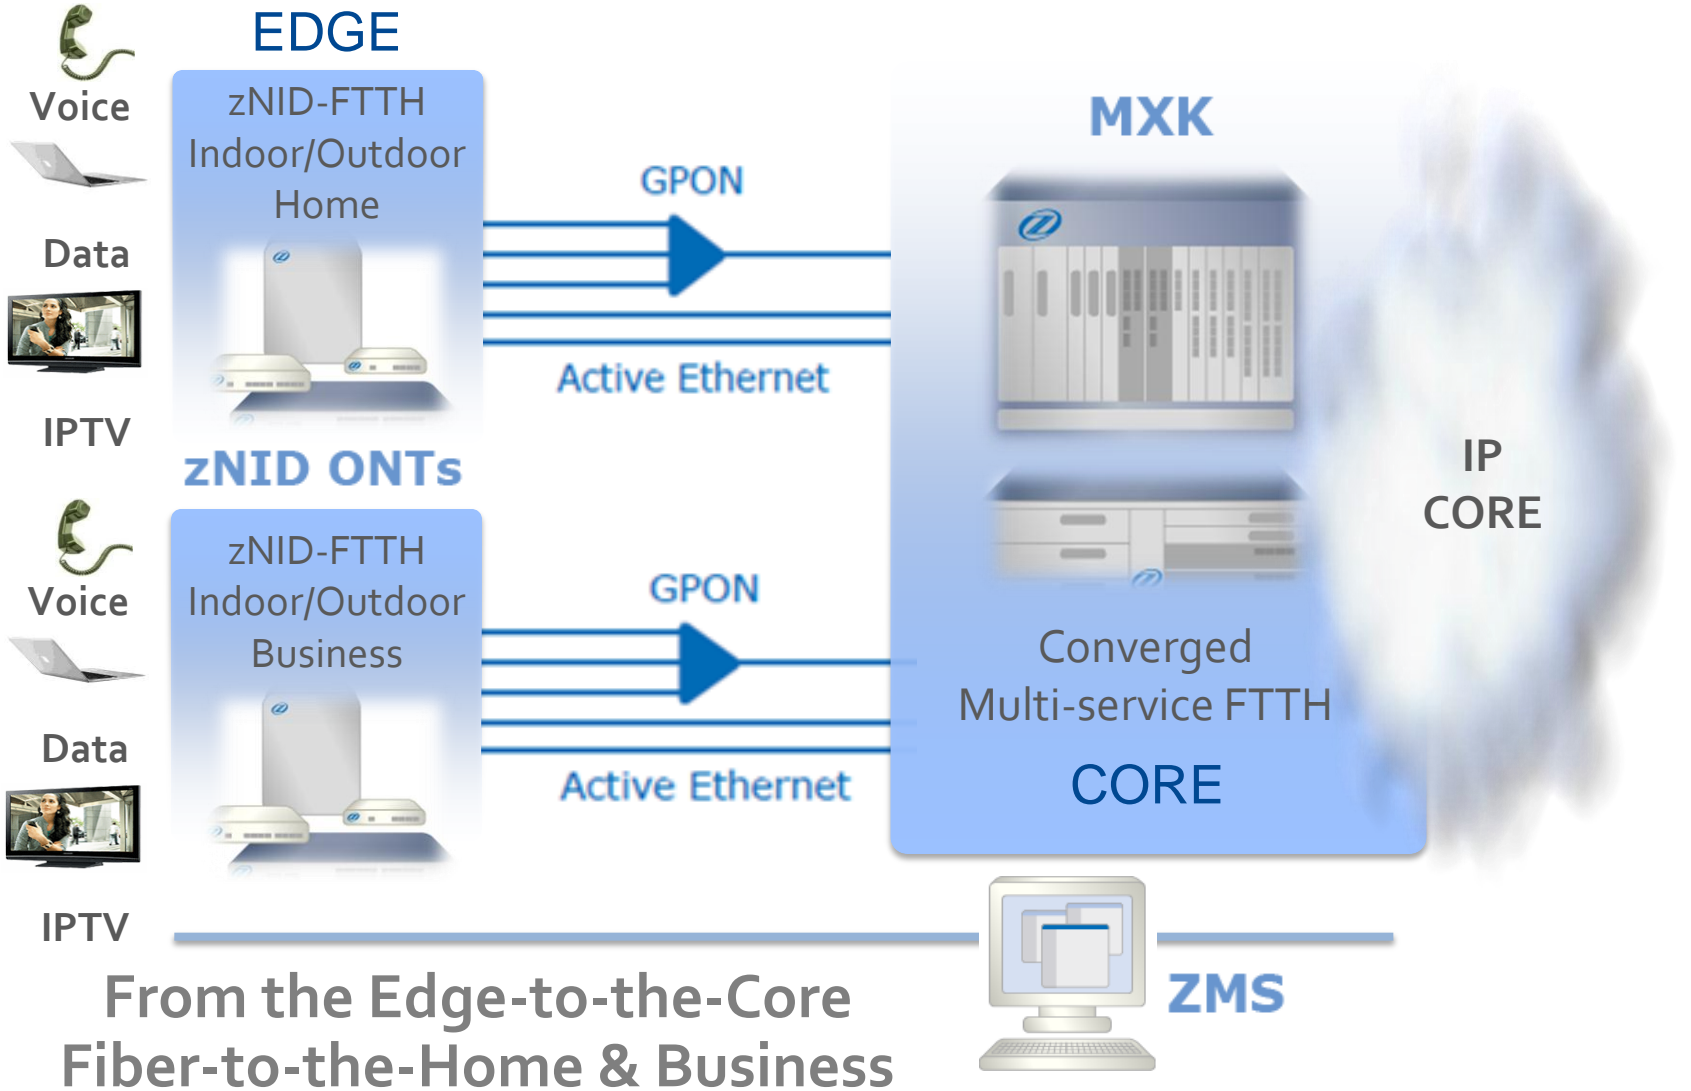 EDGE
Voice
zNID-FTTH
Indoor/Outdoor
Home
Data
IPTV
zNID ONTs
GPON
Active Ethernet
MXK
IP
CORE
Voice
zNID-FTTH
Indoor/Outdoor
Business
Data
IPTV
GPON
Active Ethernet
Converged
Multi-service FTTH
CORE
ZMS
From the Edge-to-the-Core
Fiber-to-the-Home & Business